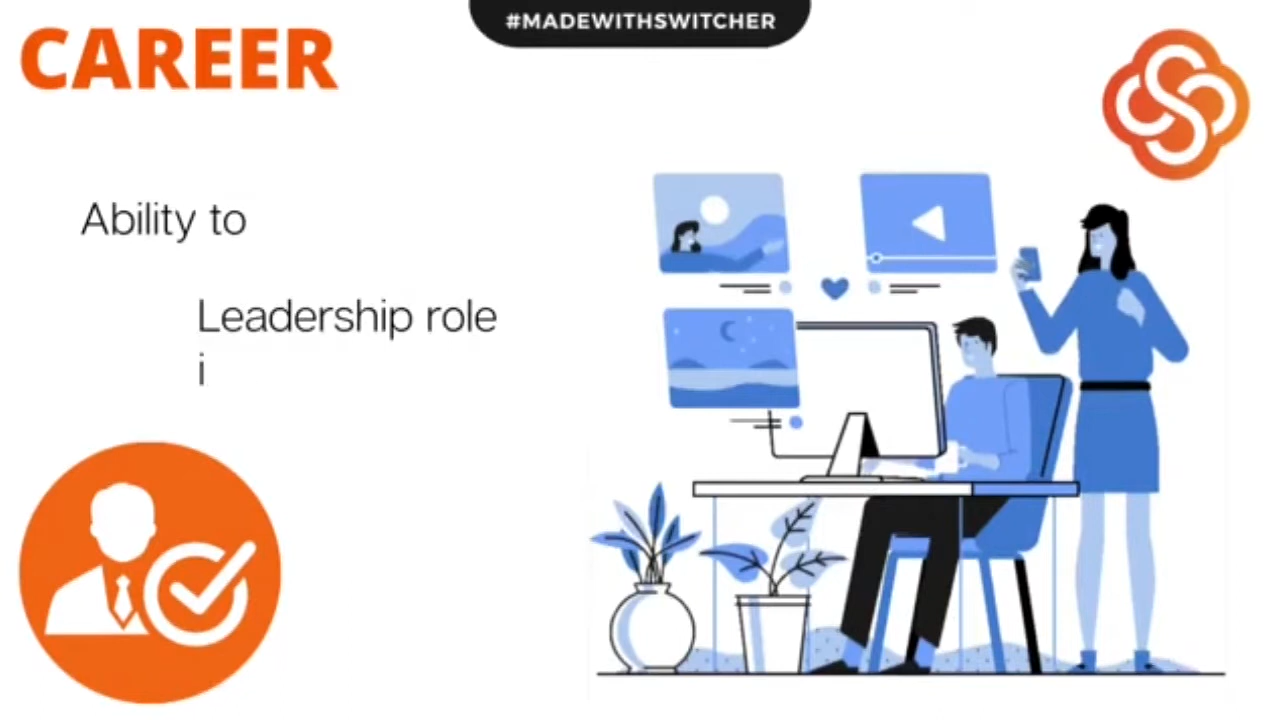 #MADEWITHSWITCHER
CAREER
Ability to
Leadership role
i